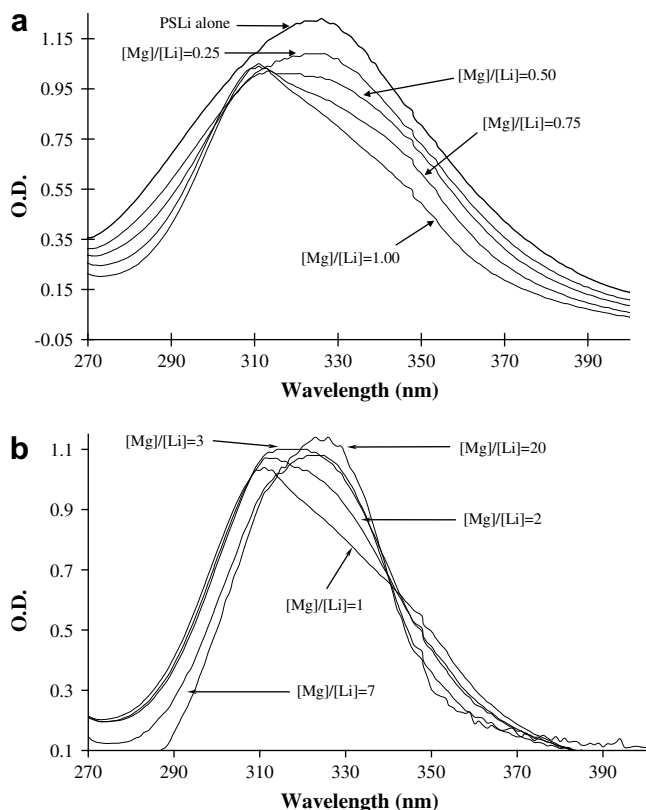 a
1.15
0.95
0.75
0.55
0.35
0.15
-0.05
O.D.
PSLi alone
[Mg]/[Li]=0.25
[Mg]/[Li]=0.50
[Mg]/[Li]=0.75
[Mg]/[Li]=1.00
270 290 310 330 350 370 390
Wavelength (nm)
b
1.1
0.9
0.7
0.5
0.3
0.1
O.D.
[Mg]/[Li]=3
[Mg]/[Li]=20
[Mg]/[Li]=2
[Mg]/[Li]=1
[Mg]/[Li]=7
270 290 310 330 350 370 390
Wavelength (nm)